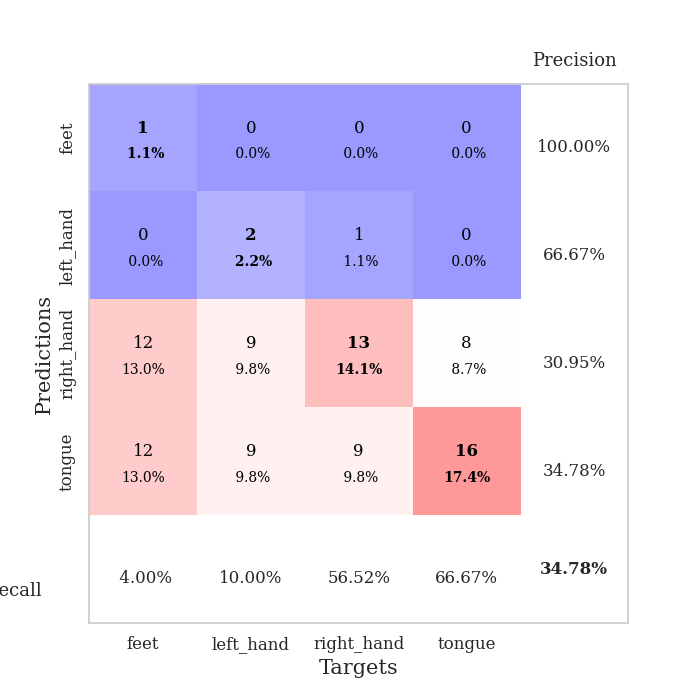 Precision
feet
1 0 0 0 100.00%
1.1% 0.0% 0.0% 0.0%
left_hand
0 2 1 0 66.67%
0.0% 2.2% 1.1% 0.0%
Predictions
right_hand
12 9 13 8 30.95%
13.0% 9.8% 14.1% 8.7%
tongue
12 9 9 16 34.78%
13.0% 9.8% 9.8% 17.4%
ecall 4.00% 10.00% 56.52% 66.67% 34.78%
feet left_hand right_hand tongue
Targets